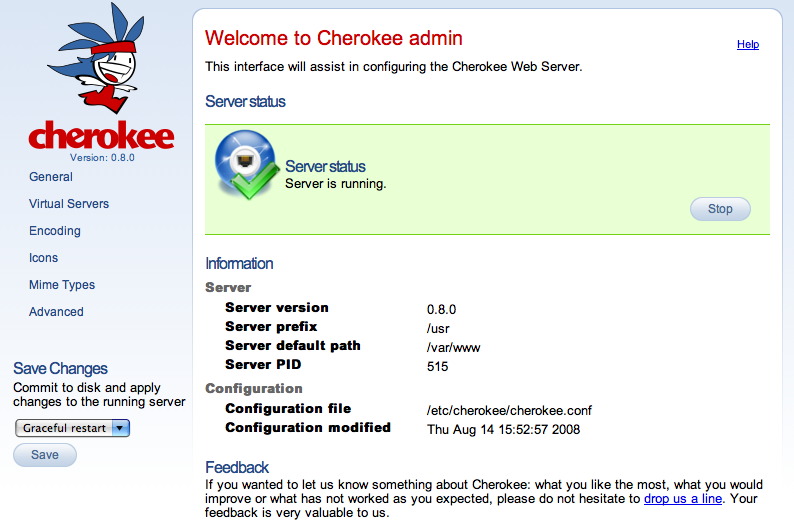 cherokee
Version: 0.8.0
General
Virtual Servers
Encoding
Icons
Mime Types
Advanced
Save Changes
Commit to disk and apply
changes to the running server
Graceful restart
Save
Welcome to Cherokee admin
Help
This interface will assist in configuring the Cherokee Web Server.
Server status
Server status
Server is running.
Stop
Information
Server
Server version 0.8.0
Server prefix /usr
Server default path /var/www
Server PID 515
Configuration
Configuration file /etc/cherokee/cherokee.conf
Configuration modified Thu Aug 14 15:52:57 2008
Feedback
If you wanted to let us know something about Cherokee: what you like the most, what you would
improve or what has not worked as you expected, please do not hesitate to drop us a line. Your
feedback is very valuable to us.